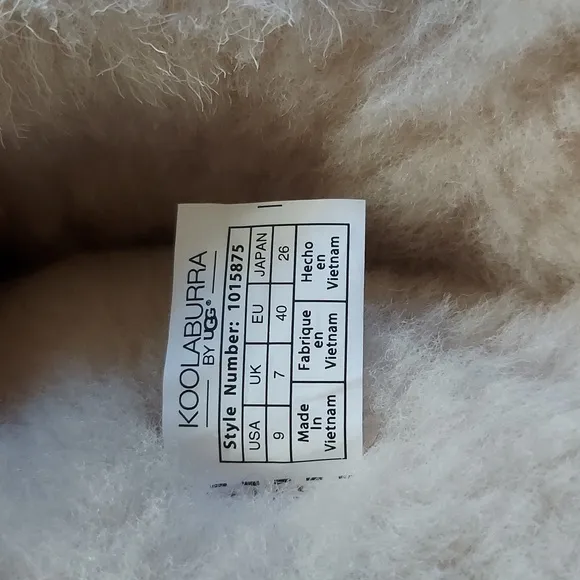 KOOLABURRA
BY UGG®
Style Number: 1015875
USA UK EU JAPAN
9 7 40 26
Made In Vietnam Fabrique en Vietnam Hecho en Vietnam